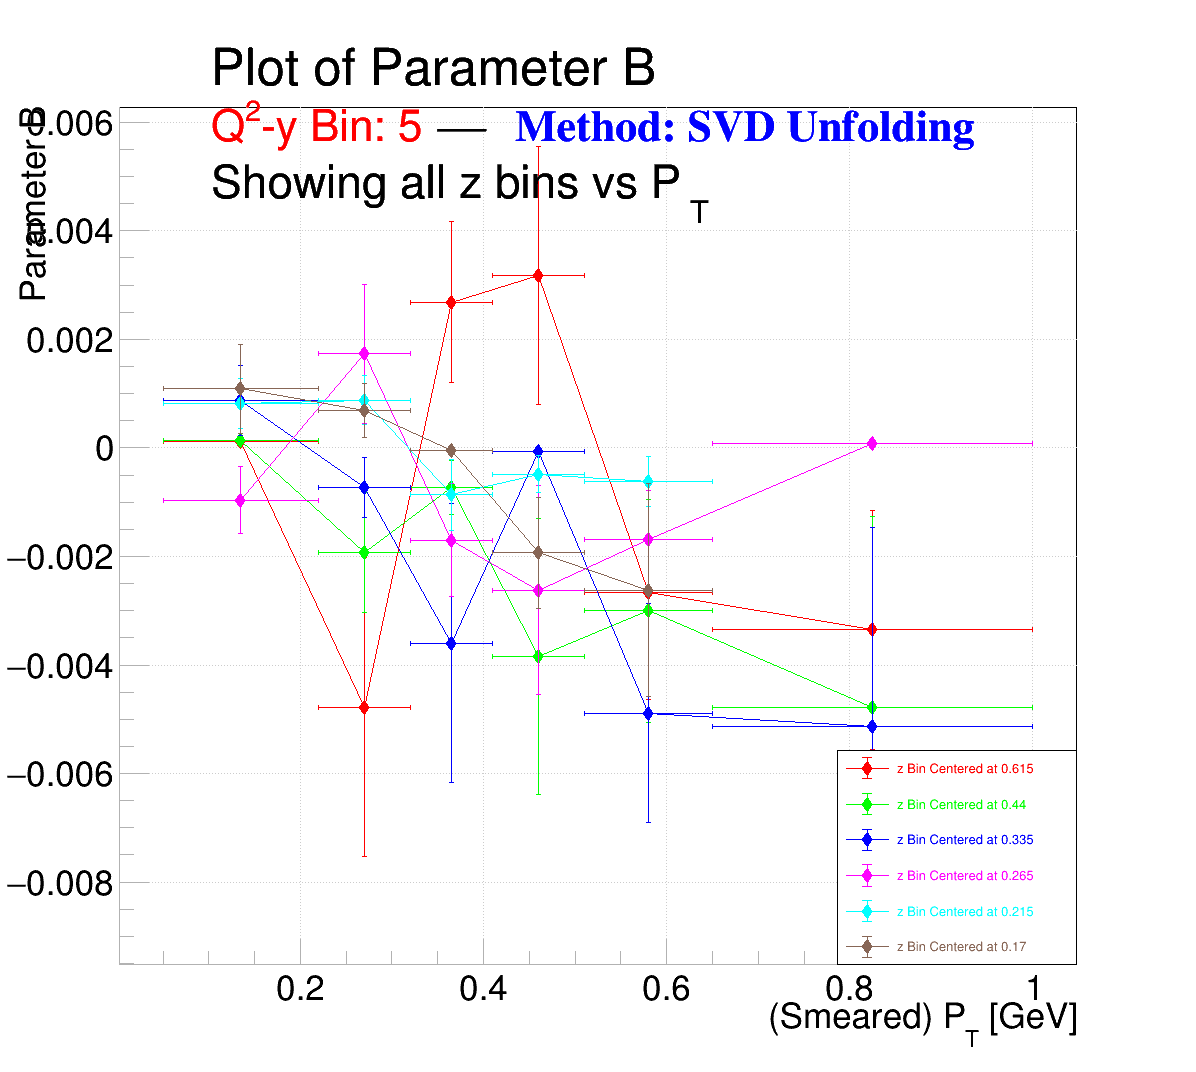 Plot of Parameter B
Q²-y Bin: 5 — Method: SVD Unfolding
Showing all z bins vs P_T
Parameter B
0.006
0.004
0.002
0
−0.002
−0.004
−0.006
−0.008
z Bin Centered at 0.615
z Bin Centered at 0.44
z Bin Centered at 0.335
z Bin Centered at 0.265
z Bin Centered at 0.215
z Bin Centered at 0.17
0.2 0.4 0.6 0.8 1
(Smeared) P_T [GeV]